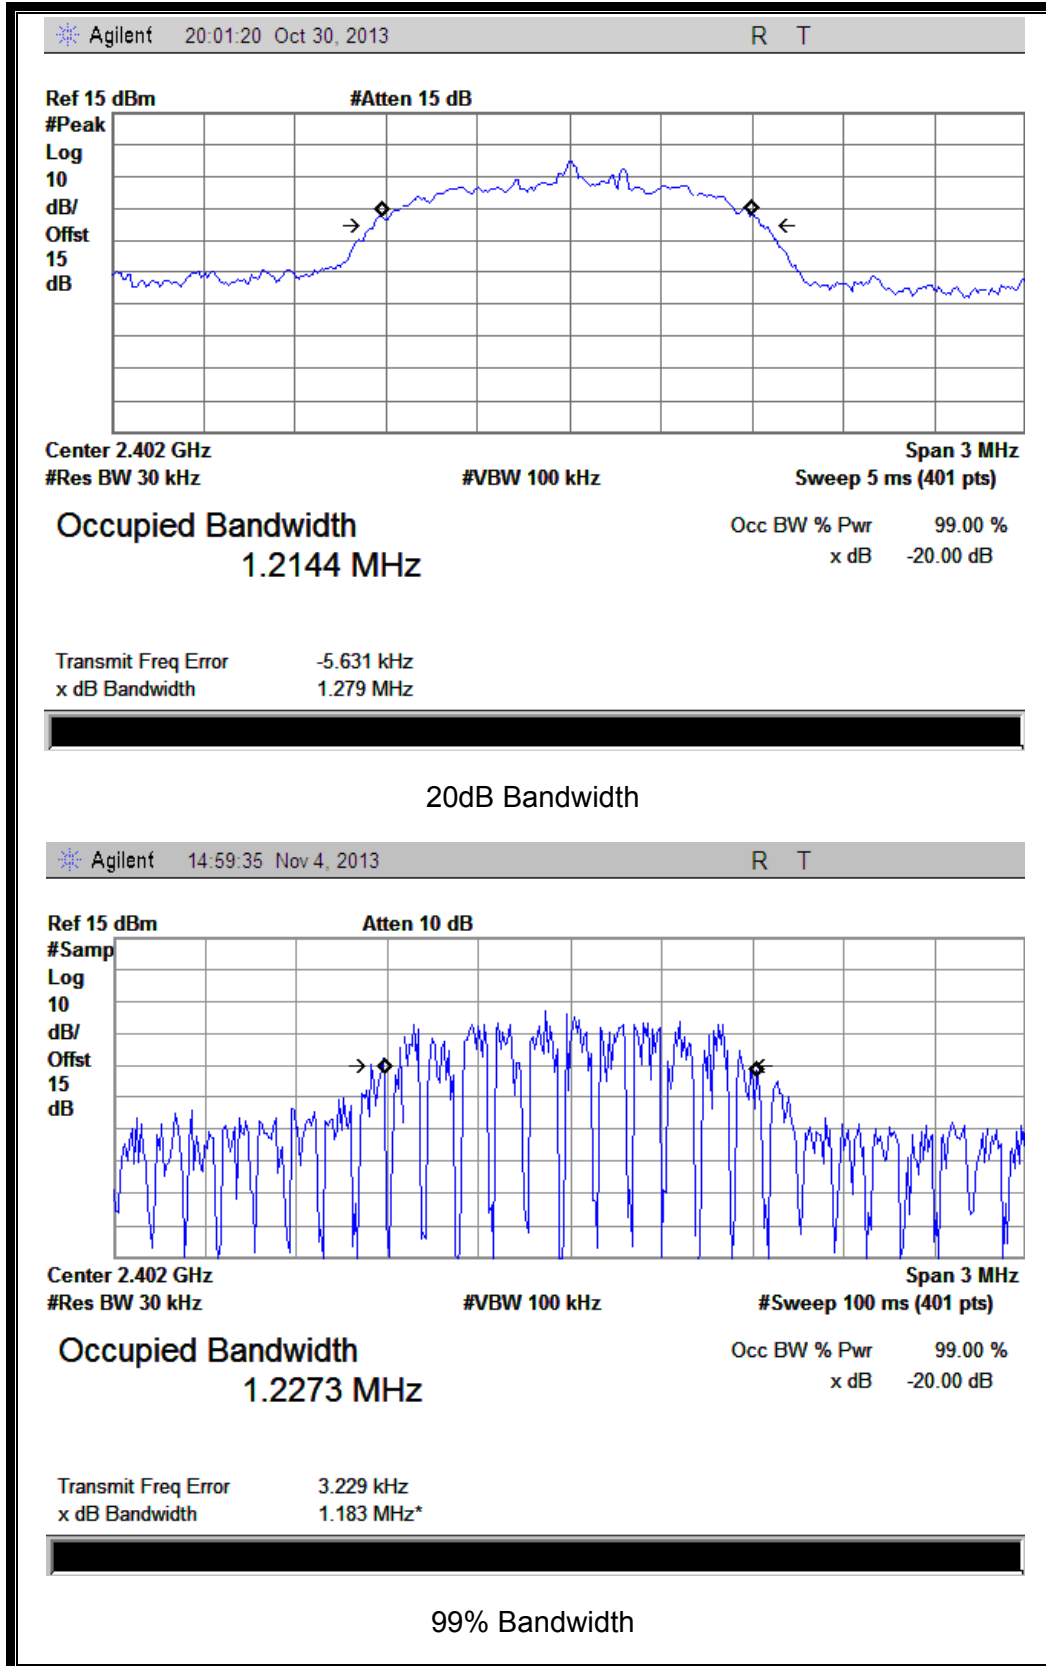 Agilent 20:01:20 Oct 30, 2013 R T
Ref 15 dBm #Atten 15 dB
#Peak
Log
10
dB/
Offst
15
dB
Center 2.402 GHz Span 3 MHz
#Res BW 30 kHz #VBW 100 kHz Sweep 5 ms (401 pts)
Occupied Bandwidth Occ BW % Pwr 99.00 %
1.2144 MHz x dB -20.00 dB
Transmit Freq Error -5.631 kHz
x dB Bandwidth 1.279 MHz
20dB Bandwidth
Agilent 14:59:35 Nov 4, 2013 R T
Ref 15 dBm Atten 10 dB
#Samp
Log
10
dB/
Offst
15
dB
Center 2.402 GHz Span 3 MHz
#Res BW 30 kHz #VBW 100 kHz #Sweep 100 ms (401 pts)
Occupied Bandwidth Occ BW % Pwr 99.00 %
1.2273 MHz x dB -20.00 dB
Transmit Freq Error 3.229 kHz
x dB Bandwidth 1.183 MHz*
99% Bandwidth